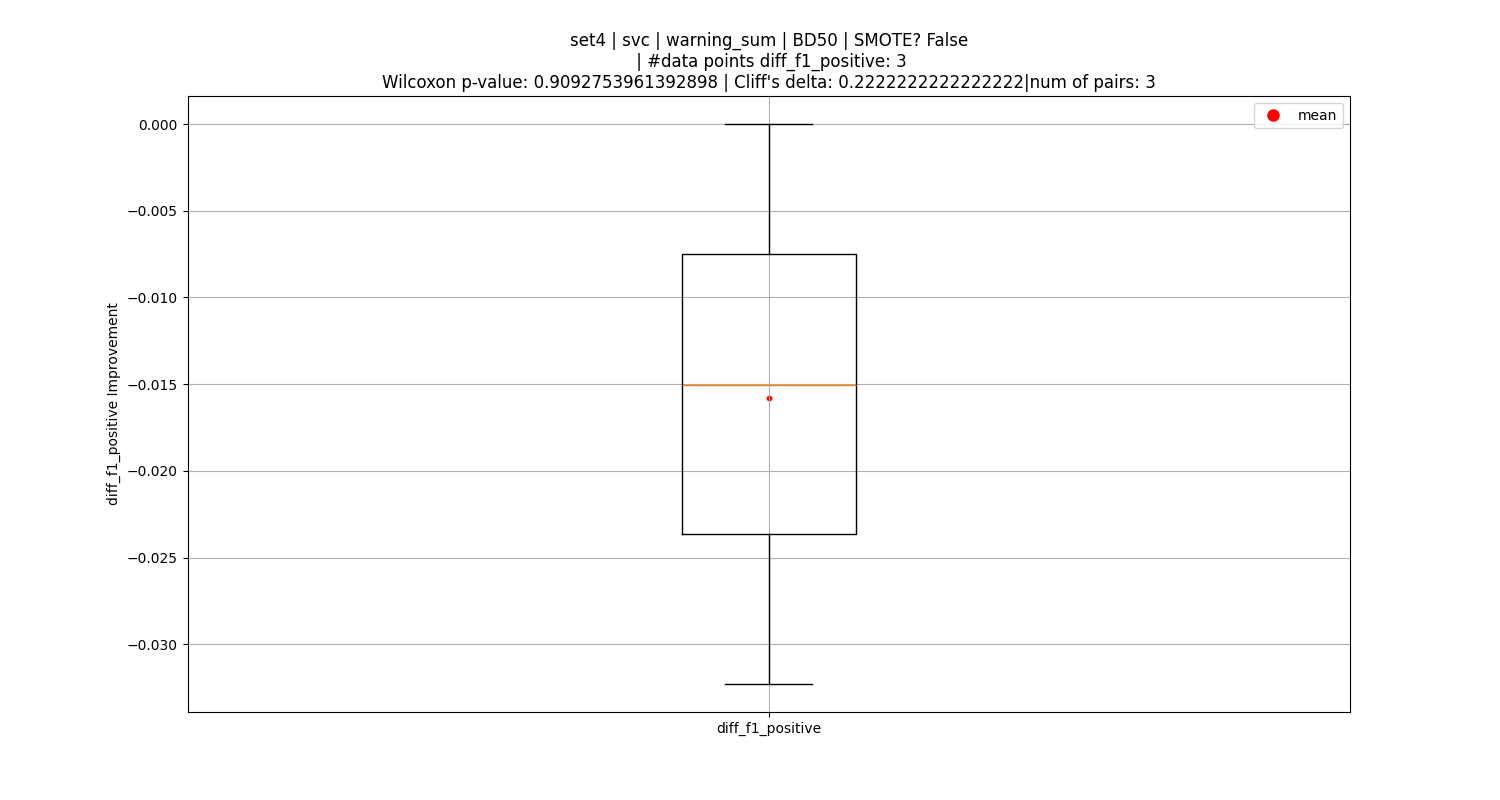 set4 | svc | warning_sum | BD50 | SMOTE? False
| #data points diff_f1_positive: 3
Wilcoxon p-value: 0.9092753961392898 | Cliff's delta: 0.2222222222222222|num of pairs: 3
mean
0.000
−0.005
−0.010
−0.015
−0.020
−0.025
−0.030
diff_f1_positive Improvement
diff_f1_positive